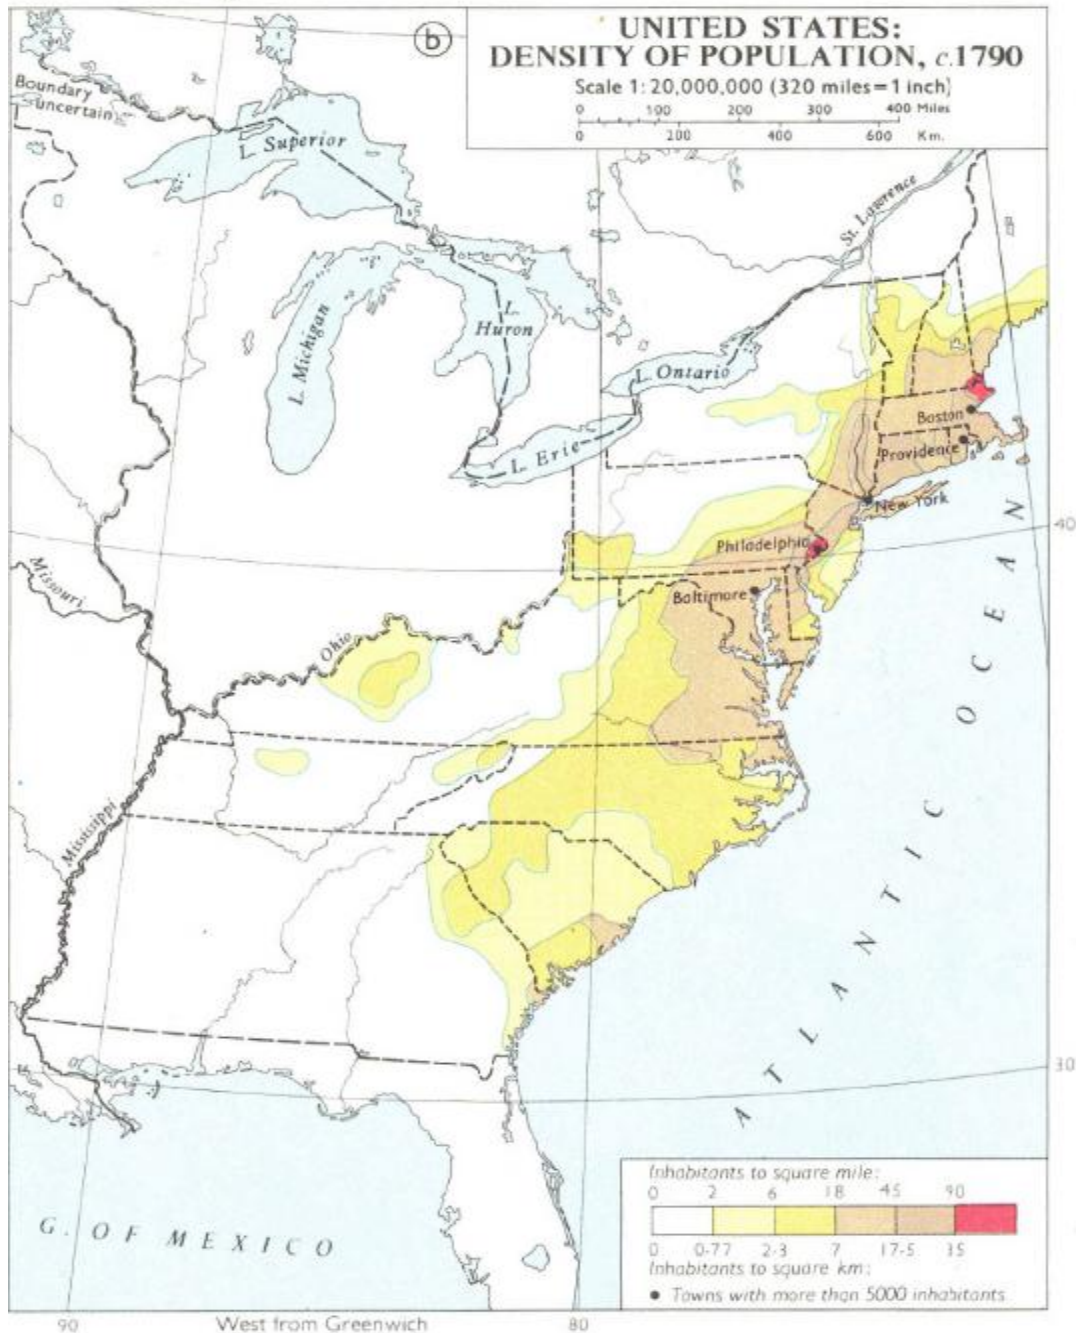 b
UNITED STATES:
DENSITY OF POPULATION, c.1790
Scale 1:20,000,000 (320 miles=1 inch)
0 100 200 300 400 Miles
0 200 400 600 Km.
Boundary
uncertain
L. Superior
St. Lawrence
L. Michigan
L.
Huron
L. Ontario
L. Erie
Boston
Providence
New York
Philadelphia
Baltimore
40
Missouri
Ohio
Mississippi
ATLANTIC OCEAN
30
G. OF MEXICO
Inhabitants to square mile:
0 2 6 18 45 90
0 0·77 2·3 7 17·5 35
Inhabitants to square km:
Towns with more than 5000 inhabitants
90 West from Greenwich 80